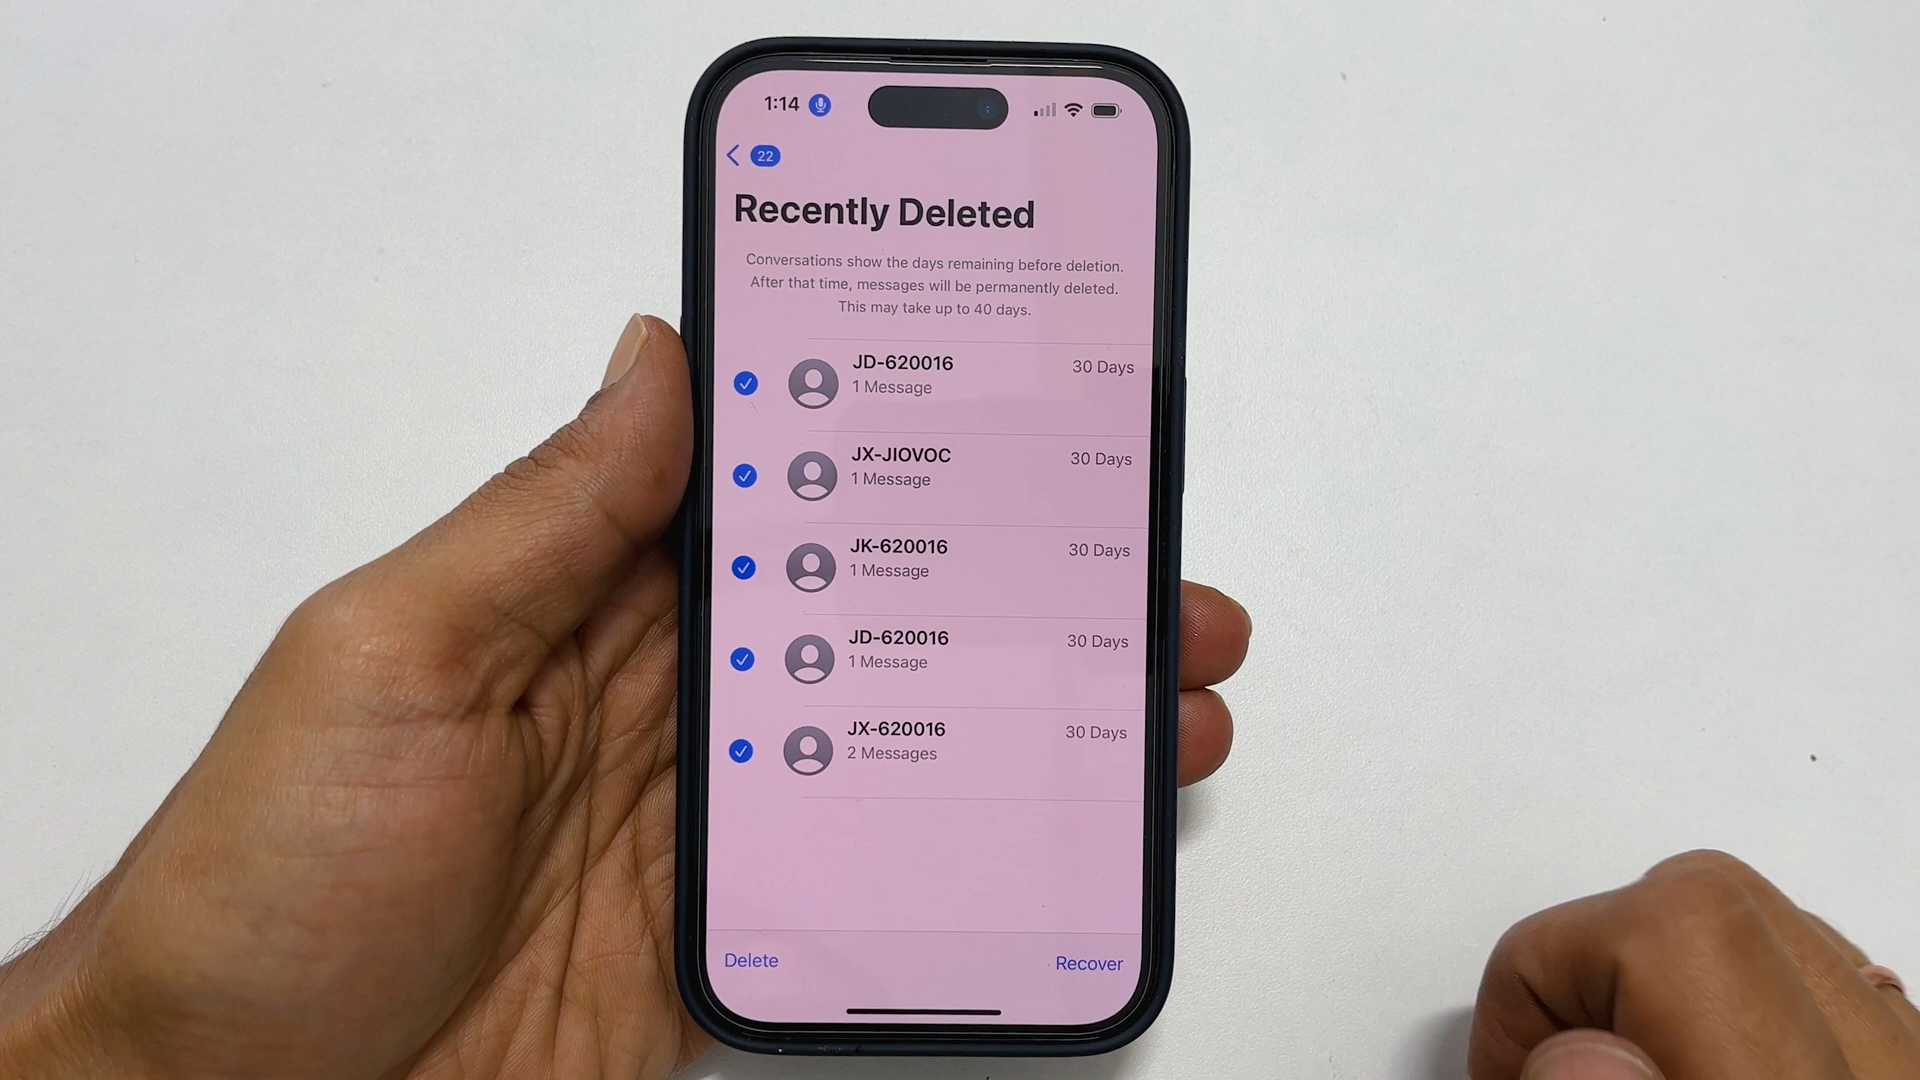 1:14
22
Recently Deleted
Conversations show the days remaining before deletion.
After that time, messages will be permanently deleted.
This may take up to 40 days.
JD-620016 30 Days
1 Message
JX-JIOVOC 30 Days
1 Message
JK-620016 30 Days
1 Message
JD-620016 30 Days
1 Message
JX-620016 30 Days
2 Messages
Delete Recover